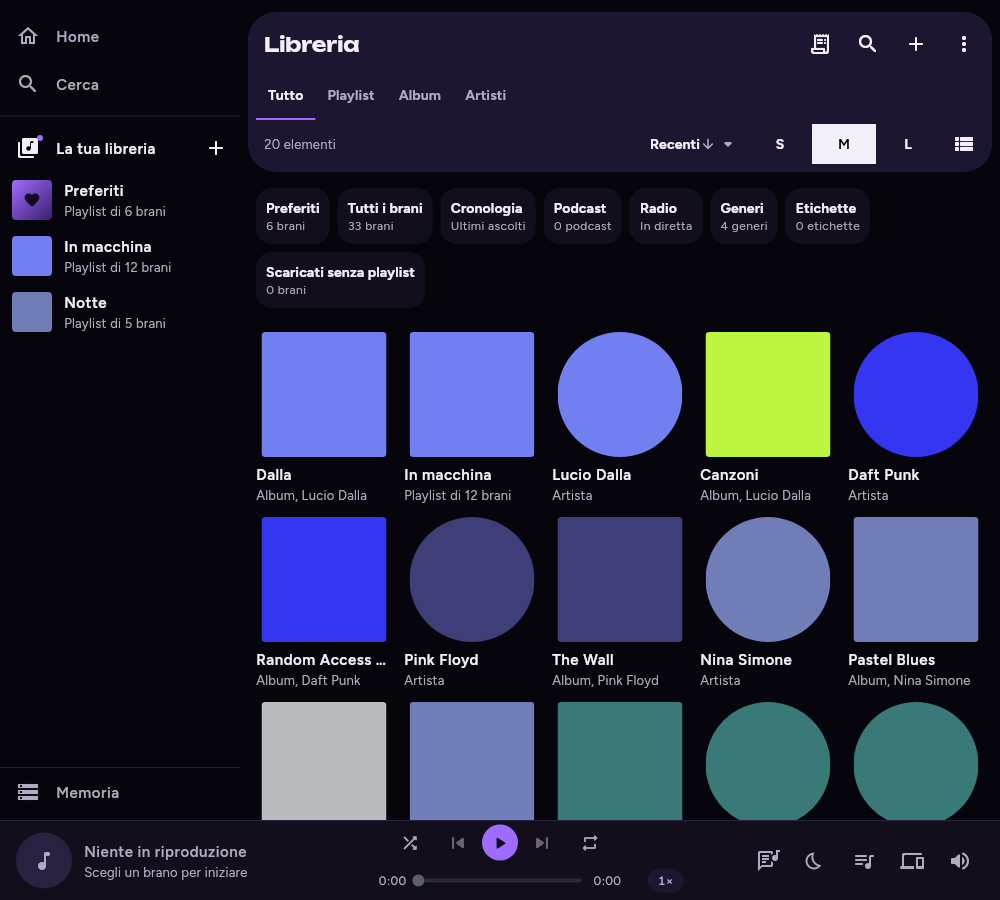 Home
Cerca
La tua libreria
Preferiti
Playlist di 6 brani
In macchina
Playlist di 12 brani
Notte
Playlist di 5 brani
Memoria
Libreria
Tutto Playlist Album Artisti
20 elementi Recenti S M L
Preferiti Tutti i brani Cronologia Podcast Radio Generi Etichette
6 brani 33 brani Ultimi ascolti 0 podcast In diretta 4 generi 0 etichette
Scaricati senza playlist
0 brani
Dalla In macchina Lucio Dalla Canzoni Daft Punk
Album, Lucio Dalla Playlist di 12 brani Artista Album, Lucio Dalla Artista
Random Access ... Pink Floyd The Wall Nina Simone Pastel Blues
Album, Daft Punk Artista Album, Pink Floyd Artista Album, Nina Simone
Niente in riproduzione
Scegli un brano per iniziare
0:00 0:00 1×